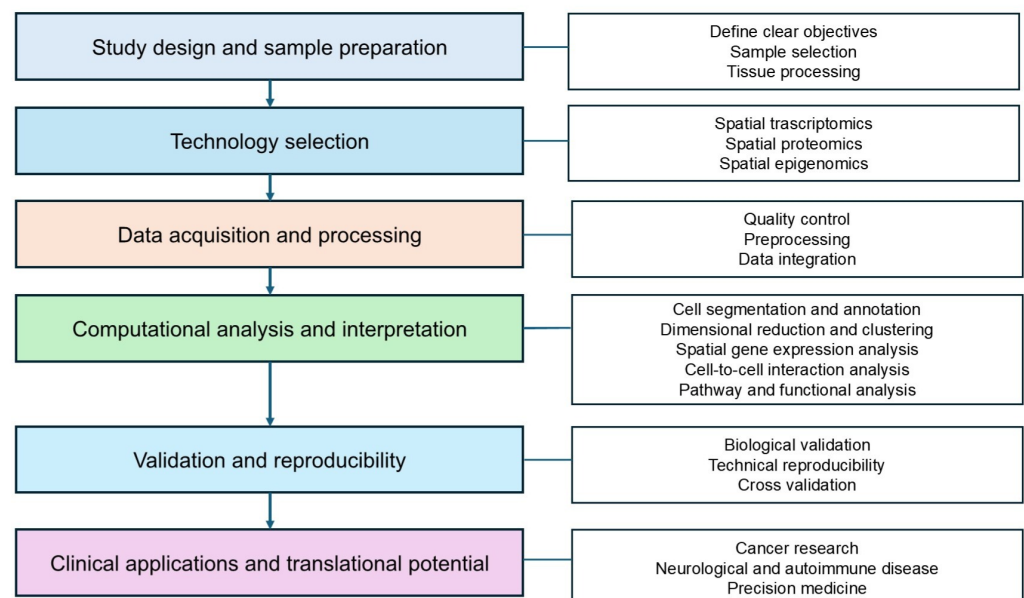 Study design and sample preparation
Define clear objectives
Sample selection
Tissue processing
Technology selection
Spatial trascriptomics
Spatial proteomics
Spatial epigenomics
Data acquisition and processing
Quality control
Preprocessing
Data integration
Computational analysis and interpretation
Cell segmentation and annotation
Dimensional reduction and clustering
Spatial gene expression analysis
Cell-to-cell interaction analysis
Pathway and functional analysis
Validation and reproducibility
Biological validation
Technical reproducibility
Cross validation
Clinical applications and translational potential
Cancer research
Neurological and autoimmune disease
Precision medicine